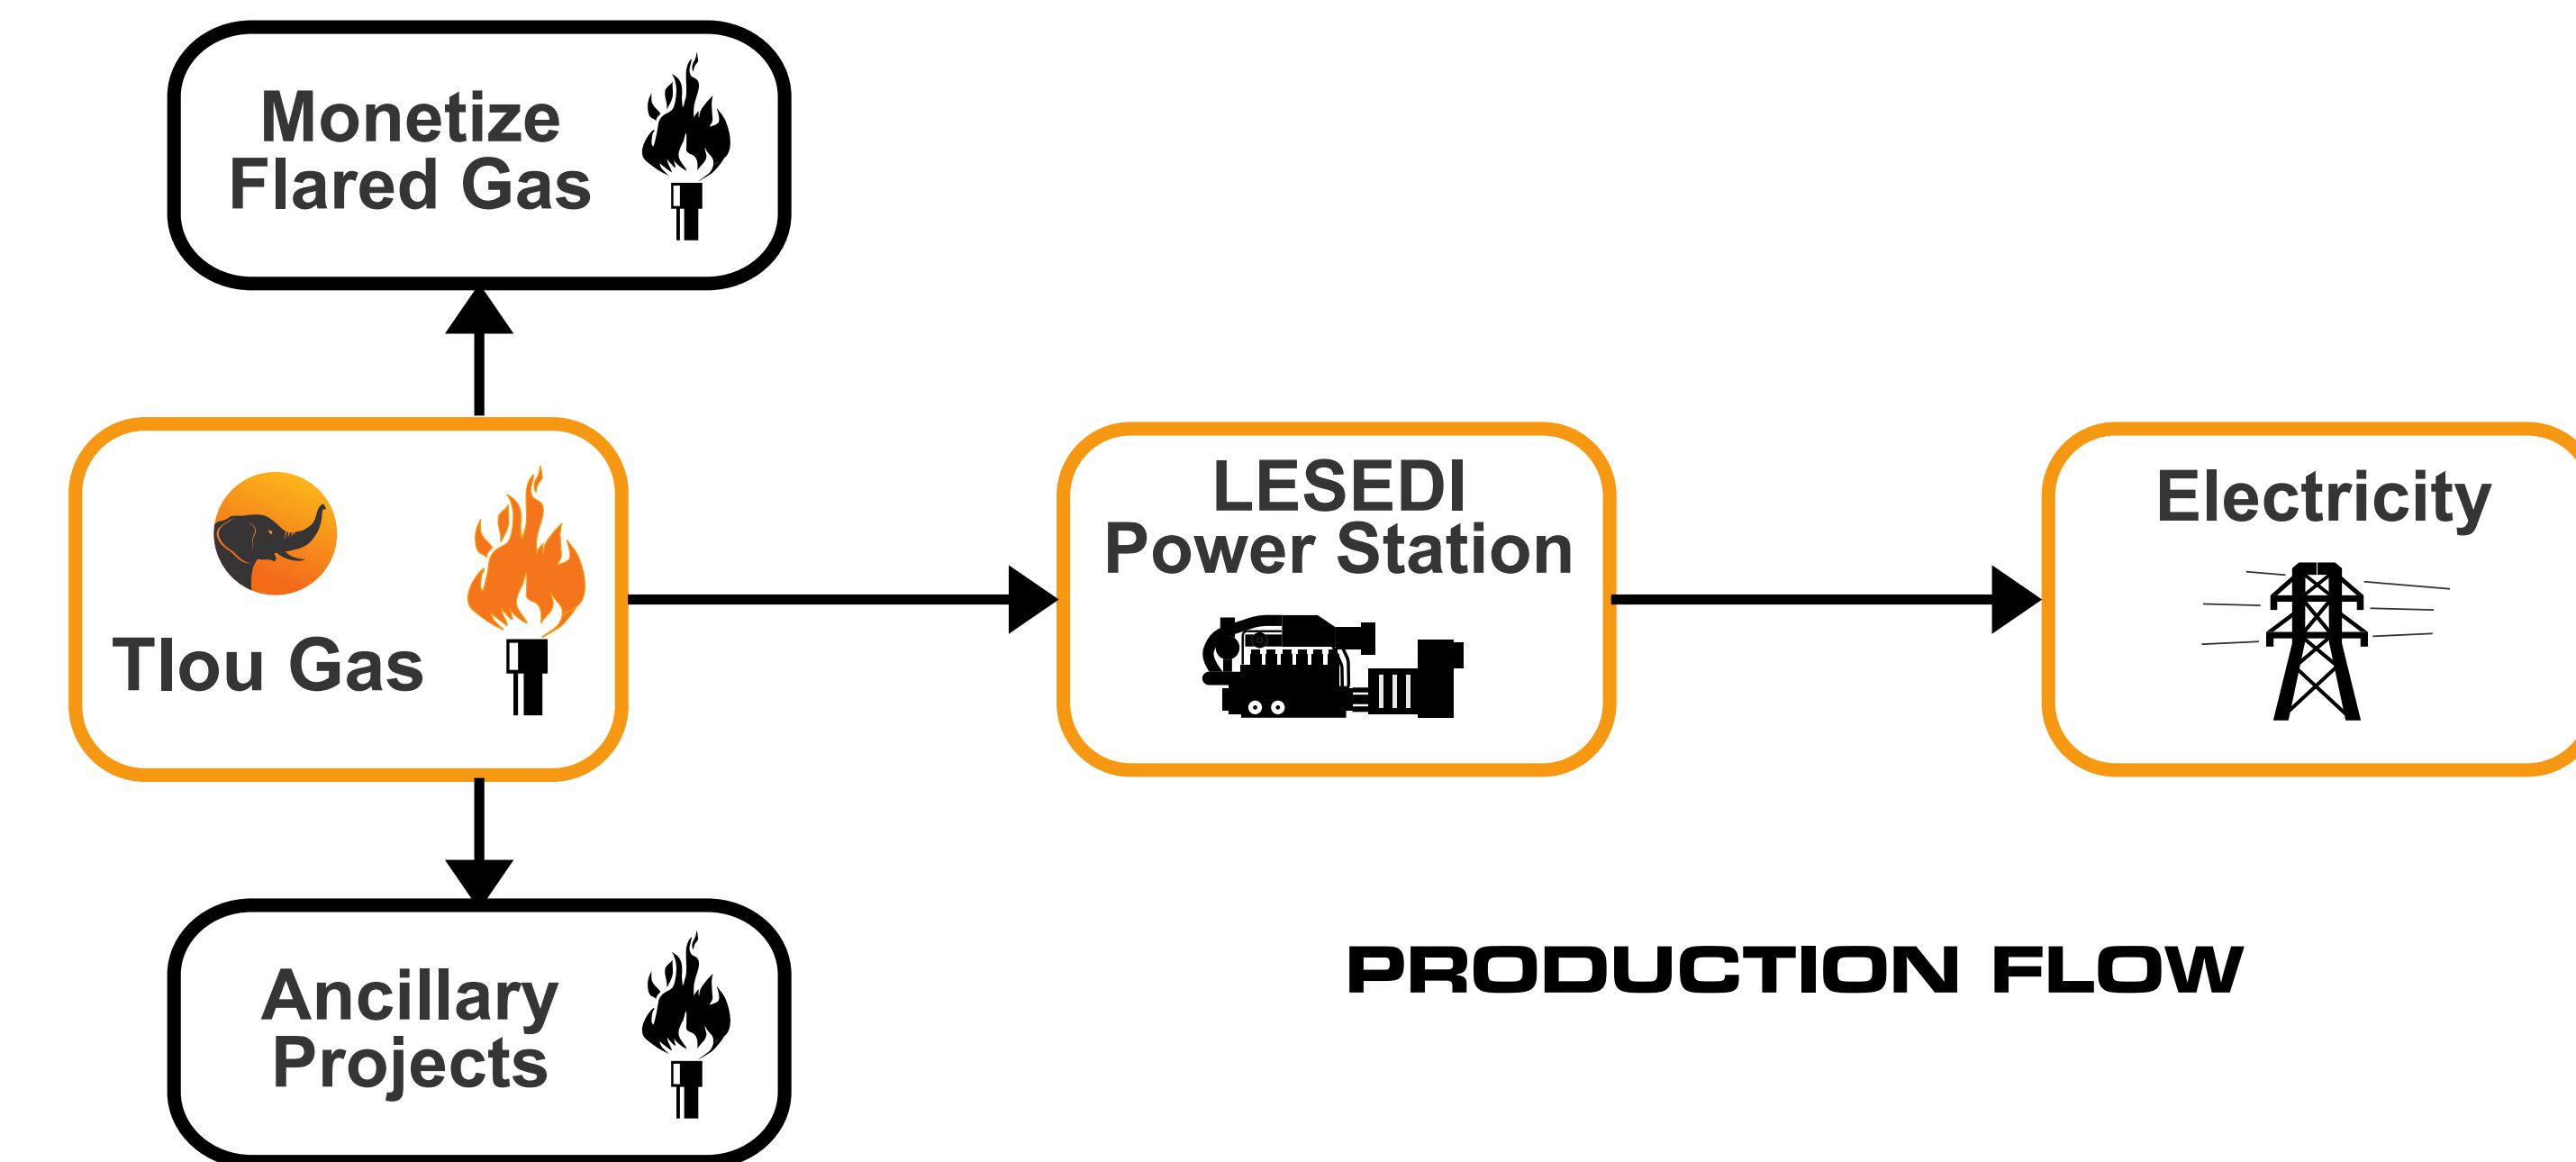 Monetize
Flared Gas
Tlou Gas
LESEDI
Power Station
Electricity
Ancillary
Projects
PRODUCTION FLOW